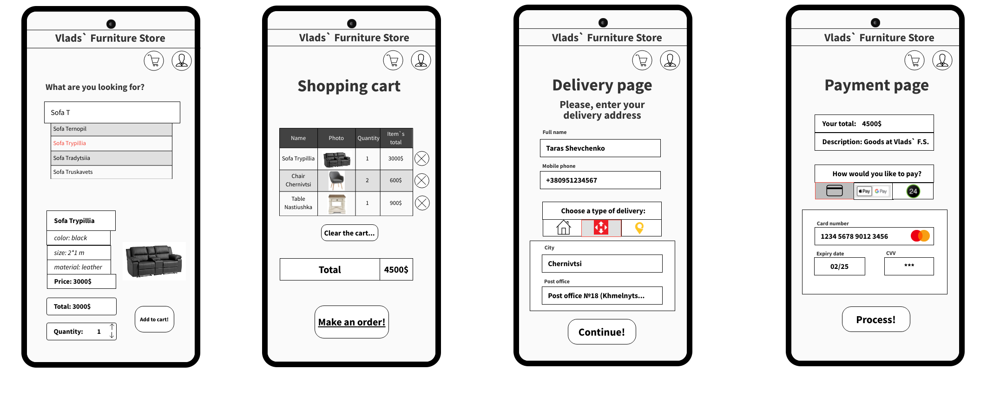 Vlads` Furniture Store
What are you looking for?
Sofa T
Sofa Ternopil
Sofa Trypillia
Sofa Tradytsiia
Sofa Truskavets
Sofa Trypillia
color: black
size: 2*1 m
material: leather
Price: 3000$
Total: 3000$
Add to cart!
Quantity: 1
Vlads` Furniture Store
Shopping cart
Name Photo Quantity Item`s total
Sofa Trypillia 1 3000$
Chair Chernivtsi 2 600$
Table Nastiushka 1 900$
Clear the cart...
Total 4500$
Make an order!
Vlads` Furniture Store
Delivery page
Please, enter your
delivery address
Full name
Taras Shevchenko
Mobile phone
+380951234567
Choose a type of delivery:
City
Chernivtsi
Post office
Post office №18 (Khmelnyts...
Continue!
Vlads` Furniture Store
Payment page
Your total: 4500$
Description: Goods at Vlads` F.S.
How would you like to pay?
Pay G Pay 24
Card number
1234 5678 9012 3456
Expiry date CVV
02/25 ***
Process!